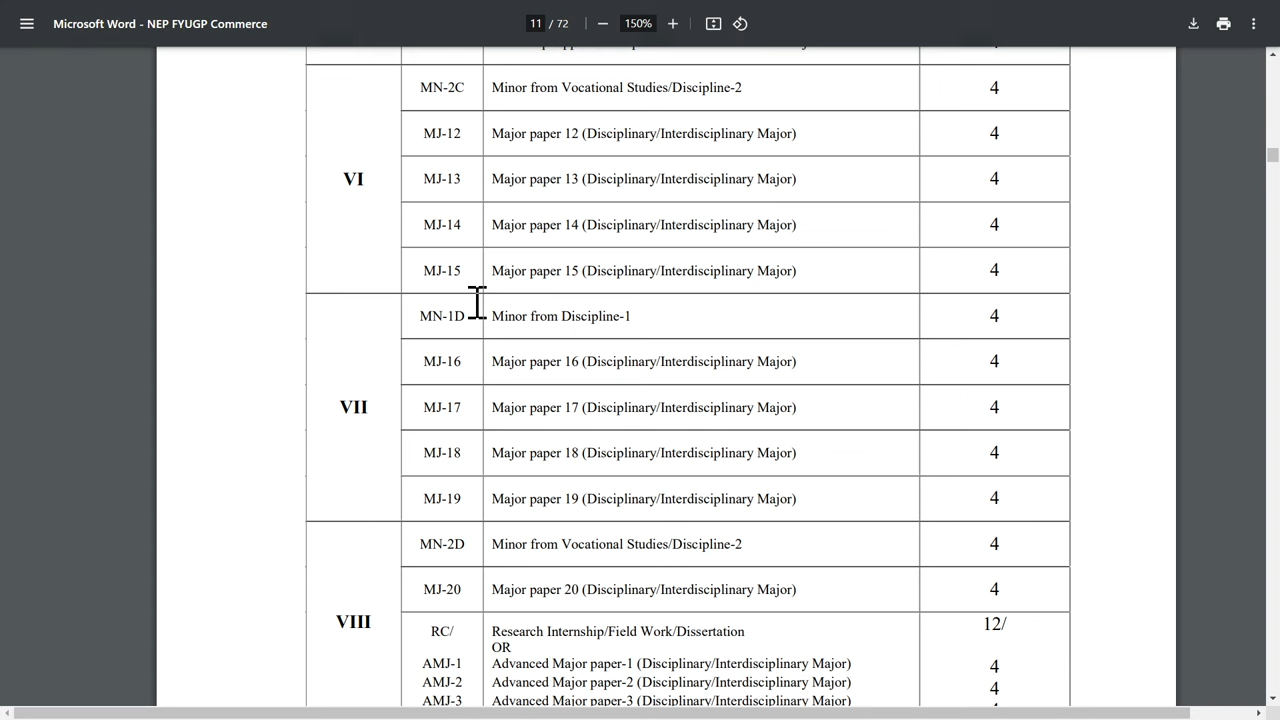 Microsoft Word - NEP FYUGP Commerce
11 / 72
150%
MN-2C Minor from Vocational Studies/Discipline-2 4
MJ-12 Major paper 12 (Disciplinary/Interdisciplinary Major) 4
VI MJ-13 Major paper 13 (Disciplinary/Interdisciplinary Major) 4
MJ-14 Major paper 14 (Disciplinary/Interdisciplinary Major) 4
MJ-15 Major paper 15 (Disciplinary/Interdisciplinary Major) 4
MN-1D Minor from Discipline-1 4
MJ-16 Major paper 16 (Disciplinary/Interdisciplinary Major) 4
VII MJ-17 Major paper 17 (Disciplinary/Interdisciplinary Major) 4
MJ-18 Major paper 18 (Disciplinary/Interdisciplinary Major) 4
MJ-19 Major paper 19 (Disciplinary/Interdisciplinary Major) 4
MN-2D Minor from Vocational Studies/Discipline-2 4
MJ-20 Major paper 20 (Disciplinary/Interdisciplinary Major) 4
VIII RC/ Research Internship/Field Work/Dissertation 12/
OR
AMJ-1 Advanced Major paper-1 (Disciplinary/Interdisciplinary Major) 4
AMJ-2 Advanced Major paper-2 (Disciplinary/Interdisciplinary Major) 4
AMJ-3 Advanced Major paper-3 (Disciplinary/Interdisciplinary Major)